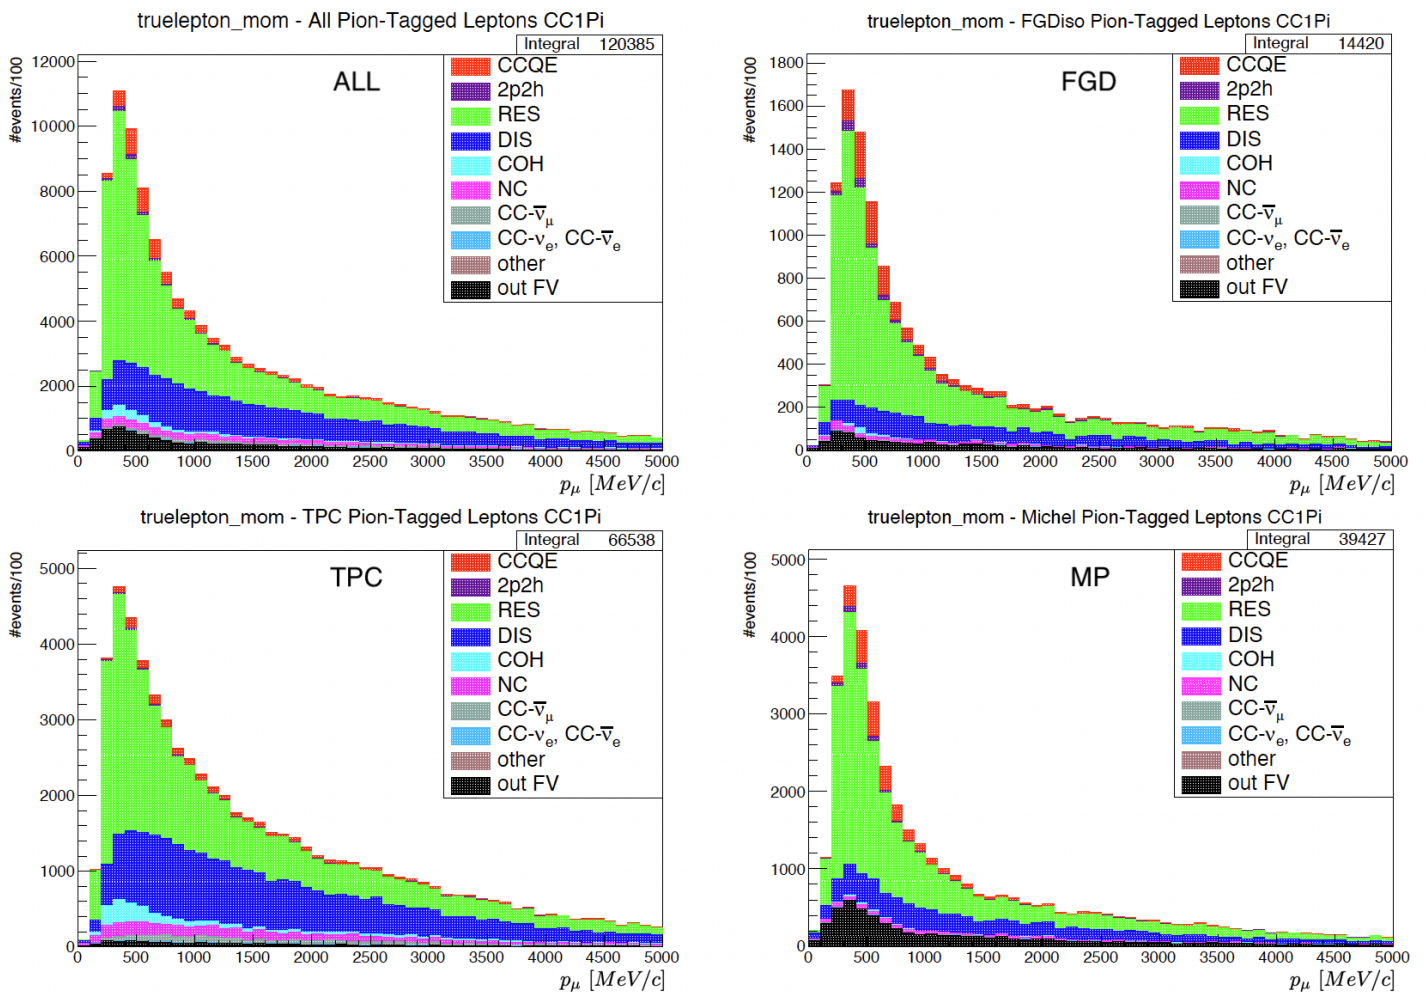 truelepton_mom - All Pion-Tagged Leptons CC1Pi
Integral 120385
#events/100
12000
10000
8000
6000
4000
2000
0
ALL
CCQE
2p2h
RES
DIS
COH
NC
CC-ν̅μ
CC-νe, CC-ν̅e
other
out FV
0 500 1000 1500 2000 2500 3000 3500 4000 4500 5000
pμ [MeV/c]
truelepton_mom - FGDiso Pion-Tagged Leptons CC1Pi
Integral 14420
#events/100
1800
1600
1400
1200
1000
800
600
400
200
0
FGD
CCQE
2p2h
RES
DIS
COH
NC
CC-ν̅μ
CC-νe, CC-ν̅e
other
out FV
0 500 1000 1500 2000 2500 3000 3500 4000 4500 5000
pμ [MeV/c]
truelepton_mom - TPC Pion-Tagged Leptons CC1Pi
Integral 66538
#events/100
5000
4000
3000
2000
1000
0
TPC
CCQE
2p2h
RES
DIS
COH
NC
CC-ν̅μ
CC-νe, CC-ν̅e
other
out FV
0 500 1000 1500 2000 2500 3000 3500 4000 4500 5000
pμ [MeV/c]
truelepton_mom - Michel Pion-Tagged Leptons CC1Pi
Integral 39427
#events/100
5000
4000
3000
2000
1000
0
MP
CCQE
2p2h
RES
DIS
COH
NC
CC-ν̅μ
CC-νe, CC-ν̅e
other
out FV
0 500 1000 1500 2000 2500 3000 3500 4000 4500 5000
pμ [MeV/c]